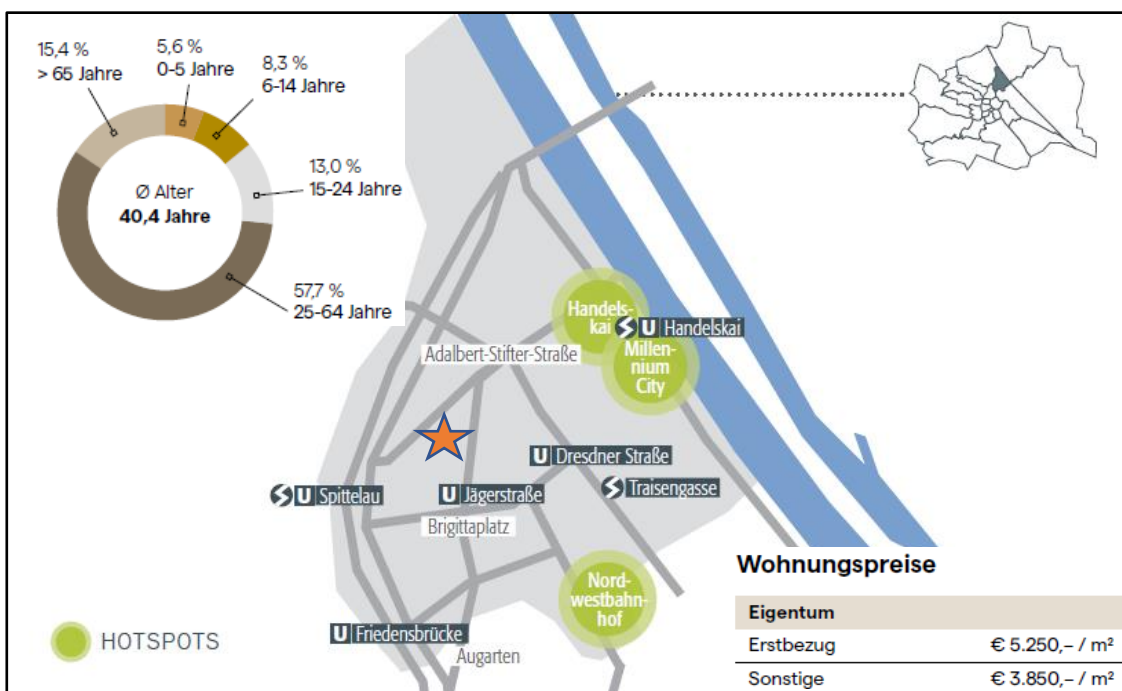 15,4 %
> 65 Jahre
5,6 %
0-5 Jahre
8,3 %
6-14 Jahre
13,0 %
15-24 Jahre
Ø Alter
40,4 Jahre
57,7 %
25-64 Jahre
Handels-
kai
S U Handelskai
Millen-
nium
City
Adalbert-Stifter-Straße
U Dresdner Straße
S Traisengasse
S U Spittelau
U Jägerstraße
Brigittaplatz
Nord-
westbahn-
hof
U Friedensbrücke
Augarten
HOTSPOTS
Wohnungspreise
Eigentum
Erstbezug € 5.250,– / m²
Sonstige € 3.850,– / m²